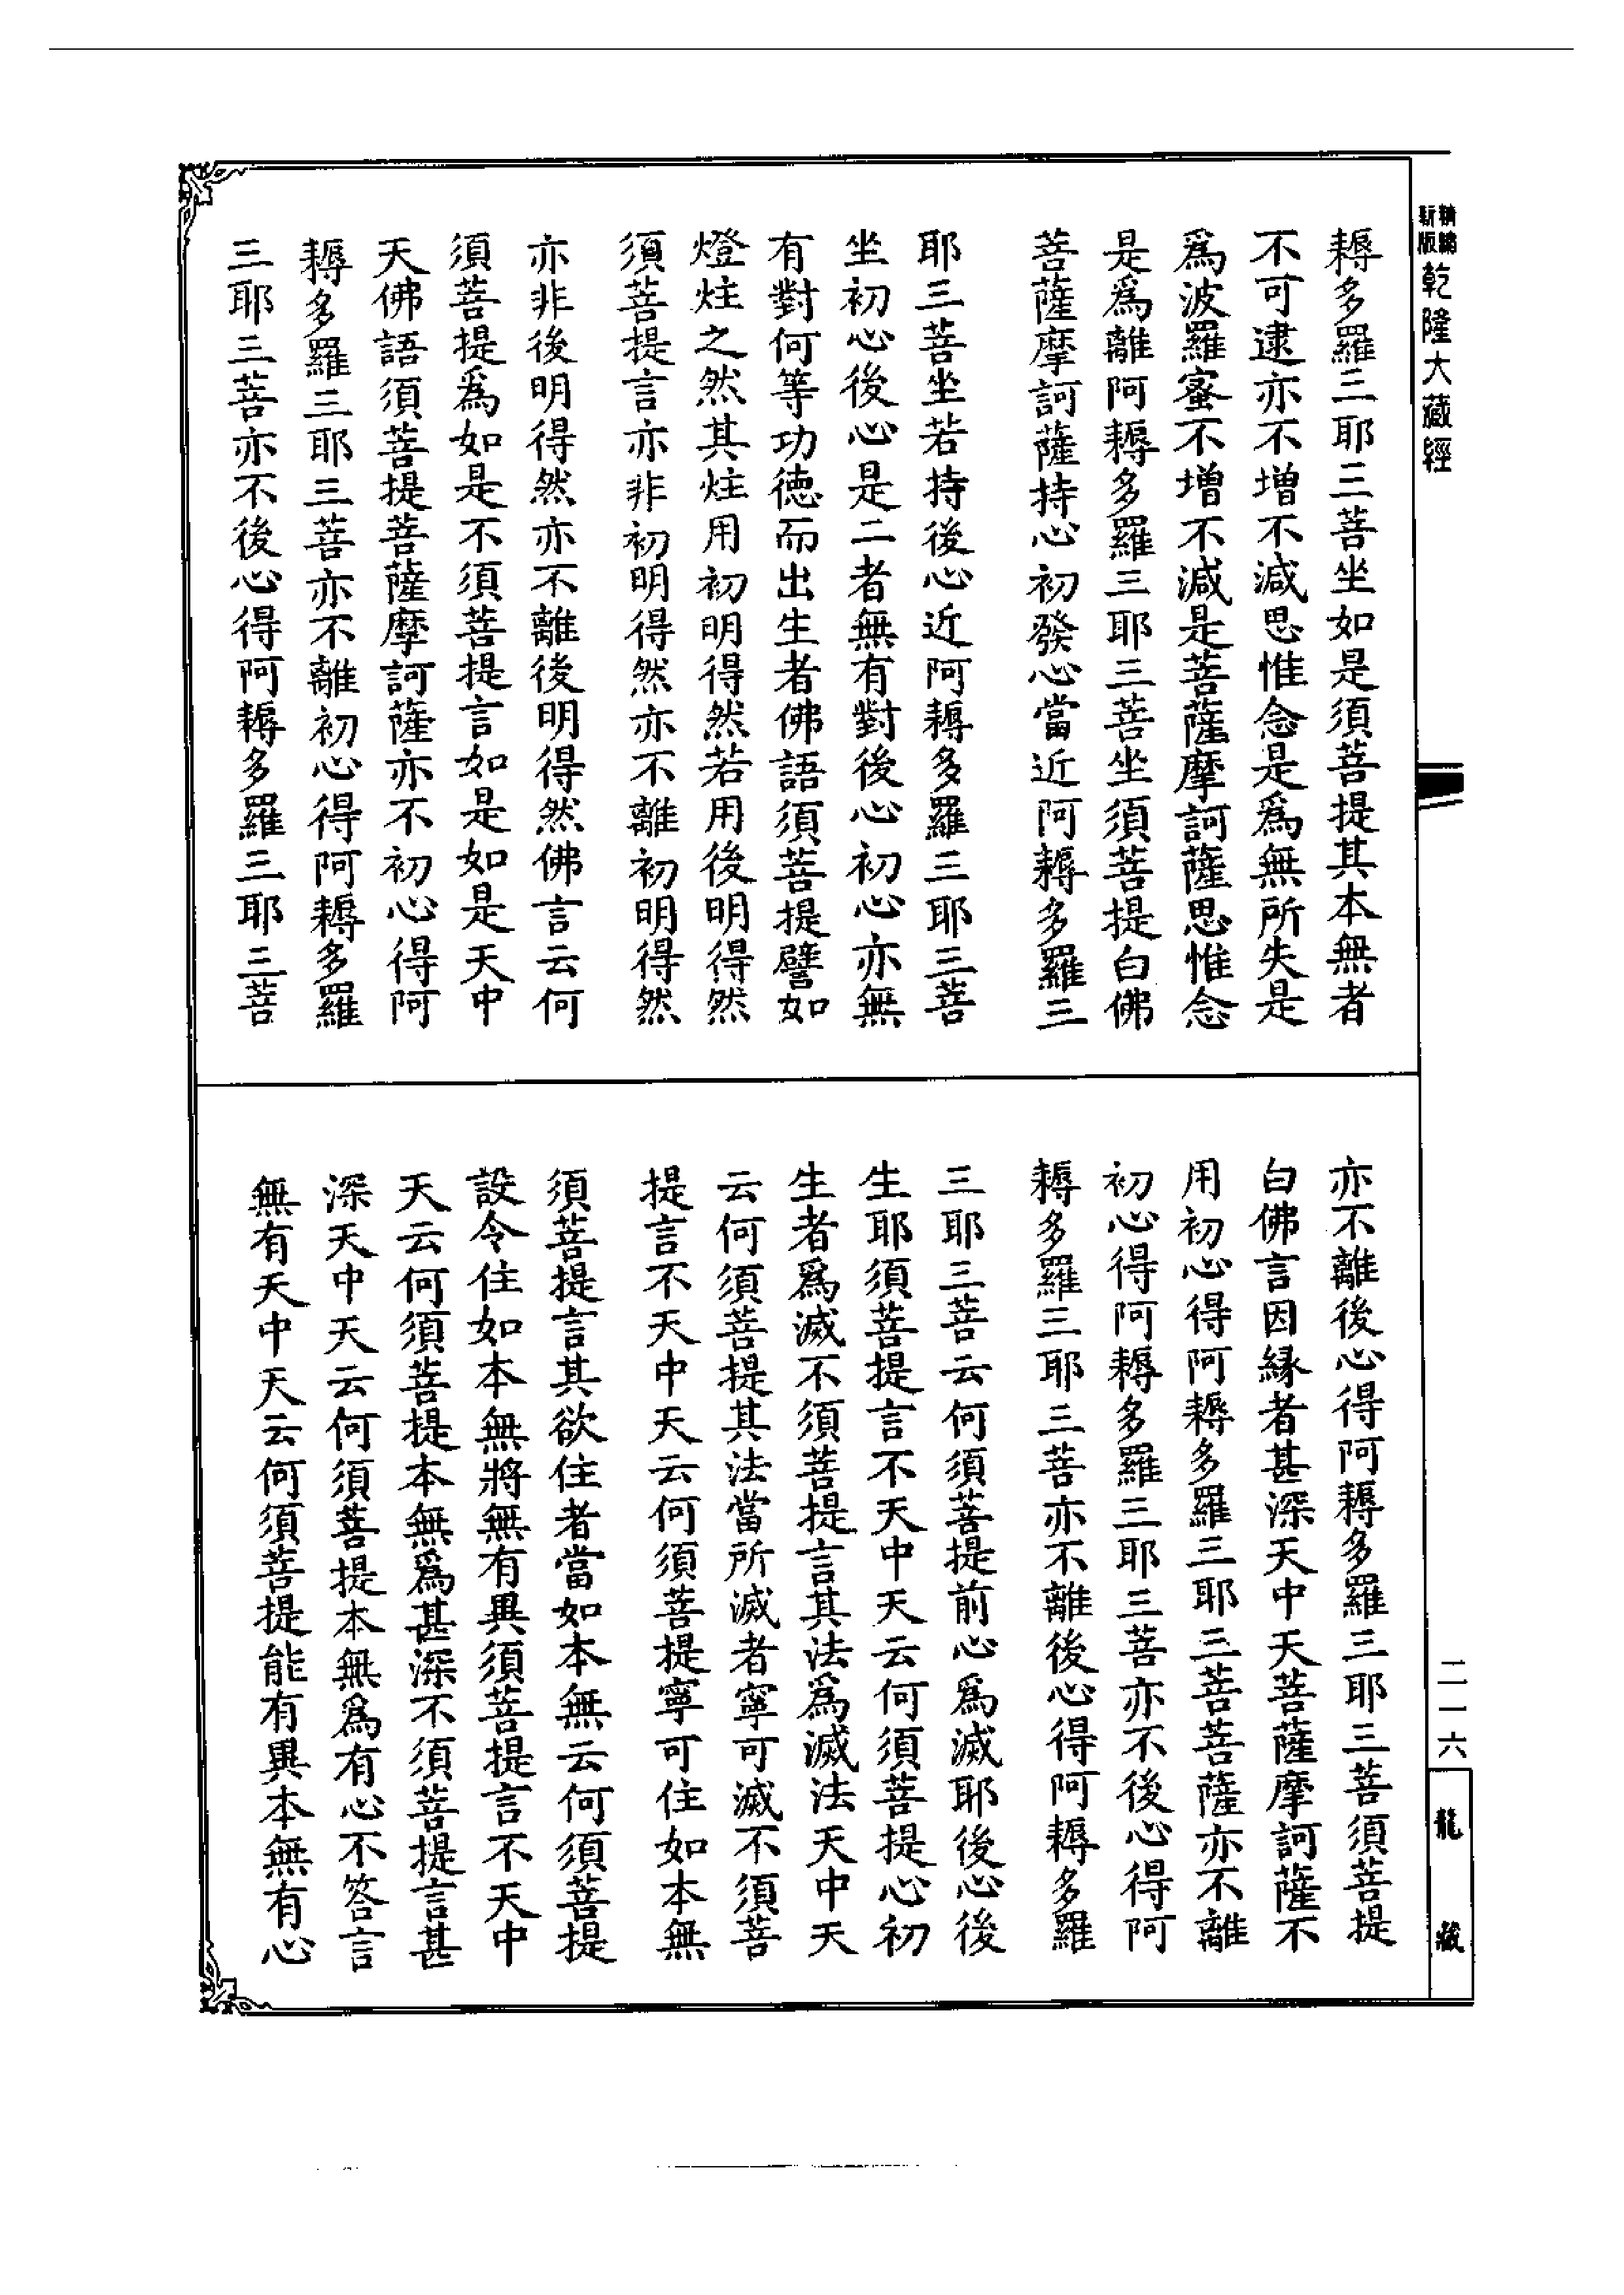 新編
縮版
乾隆大藏經
耨多羅三耶三菩坐如是須菩提其本無者
不可逮亦不增不減思惟念是為無所失是
為波羅蜜不增不減是菩薩摩訶薩思惟念
是為離阿耨多羅三耶三菩坐須菩提白佛
菩薩摩訶薩持心初發心當近阿耨多羅三
耶三菩坐若持後心近阿耨多羅三耶三菩
坐初心後心是二者無有對後心初心亦無
有對何等功德而出生者佛語須菩提譬如
燈炷之然其炷用初明得然若用後明得然
須菩提言亦非初明得然亦不離初明得然
亦非後明得然亦不離後明得然佛言云何
須菩提為如是不須菩提言如是如是天中
天佛語須菩提菩薩摩訶薩亦不初心得阿
耨多羅三耶三菩亦不離初心得阿耨多羅
三耶三菩亦不後心得阿耨多羅三耶三菩
亦不離後心得阿耨多羅三耶三菩須菩提
白佛言因緣者甚深天中天菩薩摩訶薩不
用初心得阿耨多羅三耶三菩菩薩亦不離
初心得阿耨多羅三耶三菩亦不後心得阿
耨多羅三耶三菩亦不離後心得阿耨多羅
三耶三菩云何須菩提前心為滅耶後心後
生耶須菩提言不天中天云何須菩提心初
生者為滅不須菩提言其法為滅法天中天
云何須菩提其法當所滅者寧可滅不須菩
提言不天中天云何須菩提寧可住如本無
須菩提言其欲住者當如本無云何須菩提
設令住如本無將無有異須菩提言不天中
天云何須菩提本無為甚深不須菩提言甚
深天中天云何須菩提本無為有心不答言
無有天中天云何須菩提能有異本無有心
二一六
龍藏